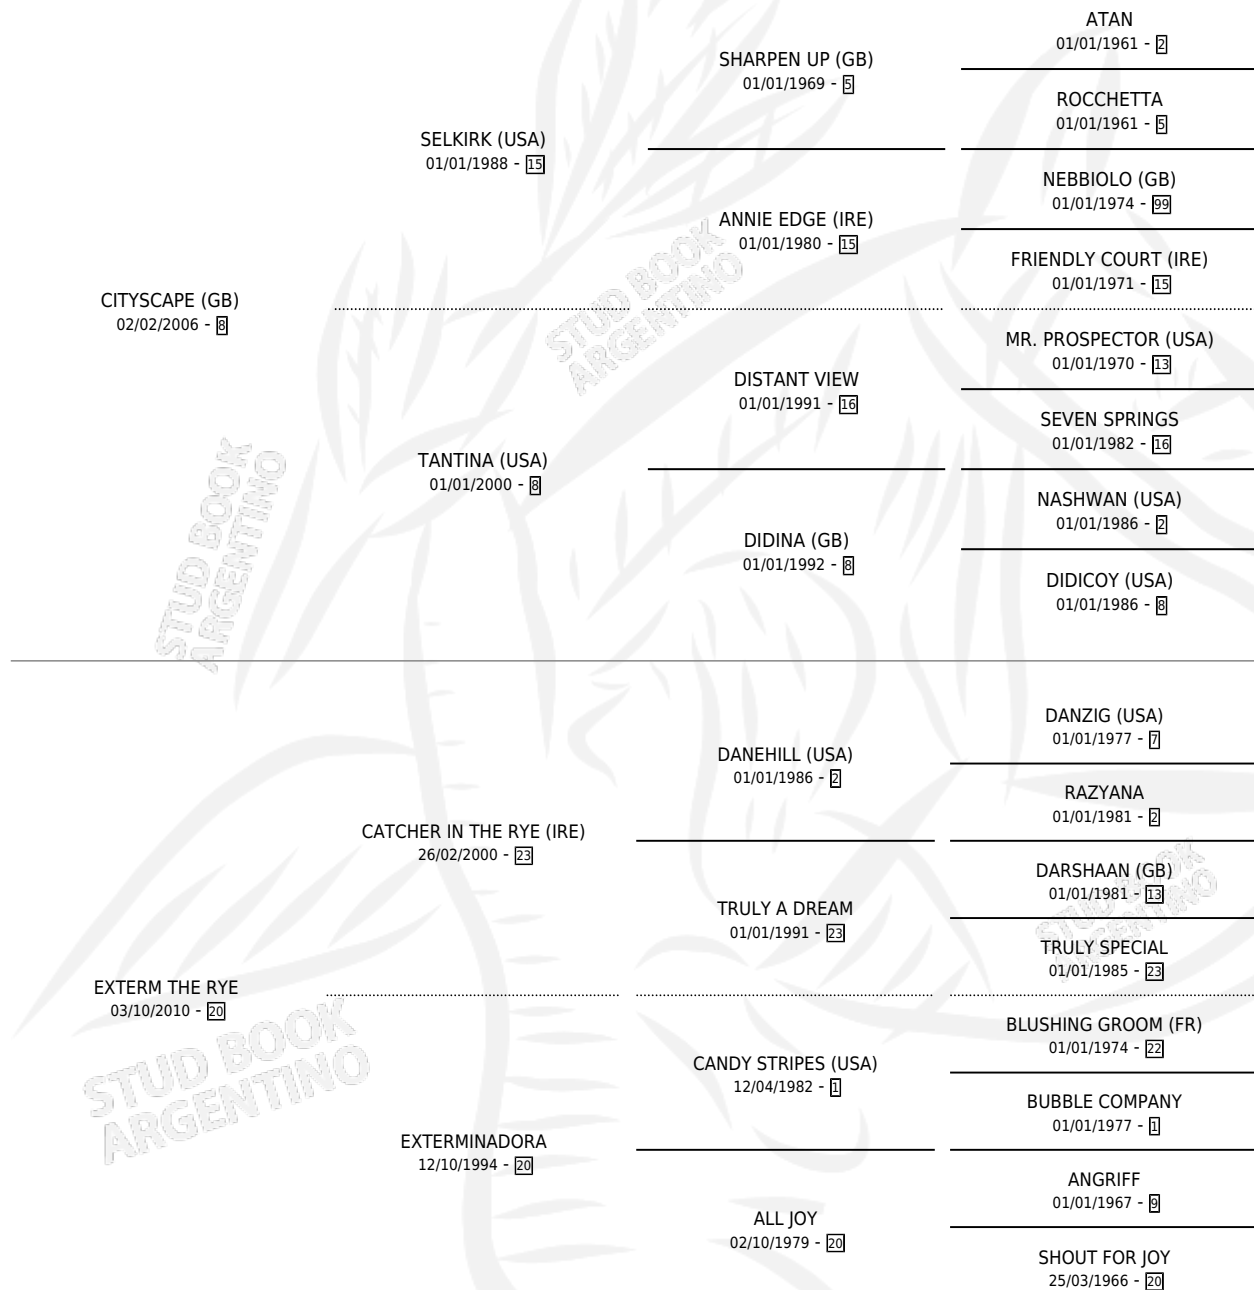 ATAN
01/01/1961 - 2
SHARPEN UP (GB)
01/01/1969 - 5
ROCCHETTA
01/01/1961 - 5
SELKIRK (USA)
01/01/1988 - 15
NEBBIOLO (GB)
01/01/1974 - 99
ANNIE EDGE (IRE)
01/01/1980 - 15
FRIENDLY COURT (IRE)
01/01/1971 - 15
CITYSCAPE (GB)
02/02/2006 - 8
MR. PROSPECTOR (USA)
01/01/1970 - 13
DISTANT VIEW
01/01/1991 - 16
SEVEN SPRINGS
01/01/1982 - 16
TANTINA (USA)
01/01/2000 - 8
NASHWAN (USA)
01/01/1986 - 2
DIDINA (GB)
01/01/1992 - 8
DIDICOY (USA)
01/01/1986 - 8
DANZIG (USA)
01/01/1977 - 7
DANEHILL (USA)
01/01/1986 - 2
RAZYANA
01/01/1981 - 2
CATCHER IN THE RYE (IRE)
26/02/2000 - 23
DARSHAAN (GB)
01/01/1981 - 13
TRULY A DREAM
01/01/1991 - 23
TRULY SPECIAL
01/01/1985 - 23
EXTERM THE RYE
03/10/2010 - 20
BLUSHING GROOM (FR)
01/01/1974 - 22
CANDY STRIPES (USA)
12/04/1982 - 1
BUBBLE COMPANY
01/01/1977 - 1
EXTERMINADORA
12/10/1994 - 20
ANGRIFF
01/01/1967 - 9
ALL JOY
02/10/1979 - 20
SHOUT FOR JOY
25/03/1966 - 20
STUD BOOK
ARGENTINO
STUD BOOK
ARGENTINO
STUD BOOK
ARGENTINO
STUD BOOK
ARGENTINO